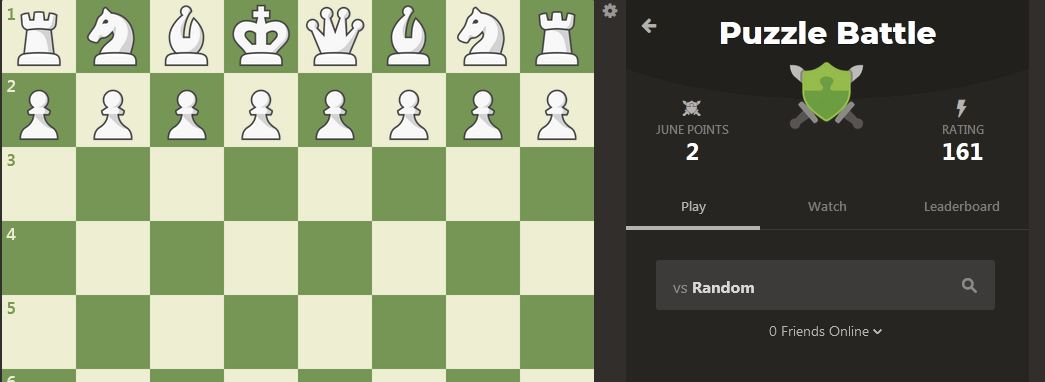 1
2
3
4
5
6
Puzzle Battle
JUNE POINTS
2
RATING
161
Play
Watch
Leaderboard
vs Random
0 Friends Online